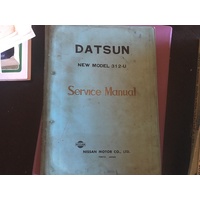 DATSUN
NEW MODEL 312-U
Service Manual
NISSAN MOTOR CO., LTD.